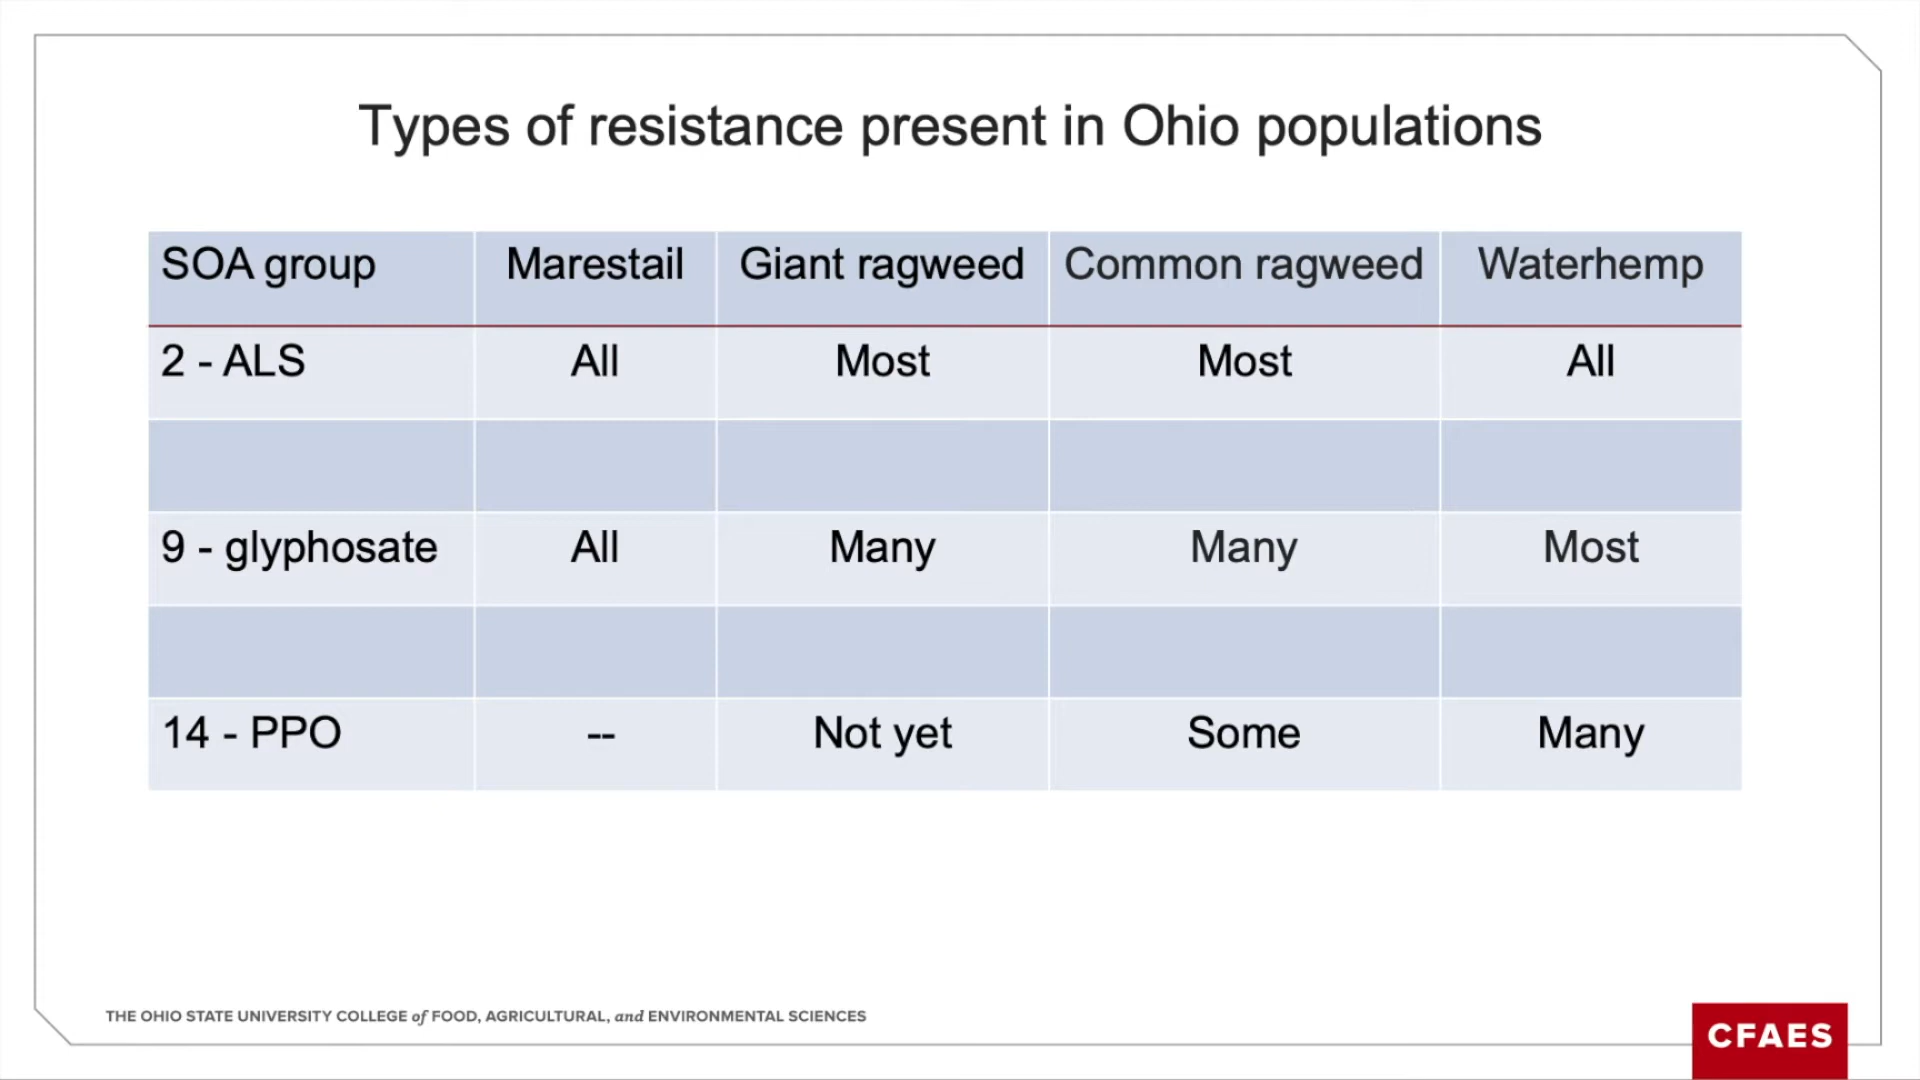 Types of resistance present in Ohio populations
SOA group Marestail Giant ragweed Common ragweed Waterhemp
2 - ALS All Most Most All
9 - glyphosate All Many Many Most
14 - PPO -- Not yet Some Many
THE OHIO STATE UNIVERSITY COLLEGE of FOOD, AGRICULTURAL, and ENVIRONMENTAL SCIENCES
CFAES